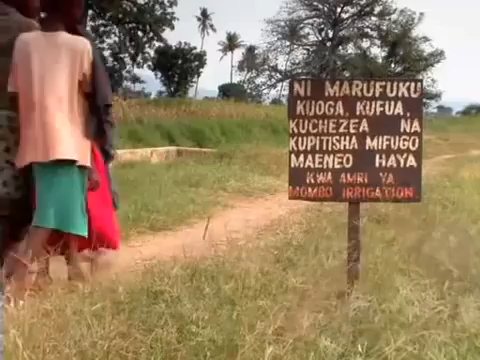 NI MARUFUKU
KUOGA, KUFUA,
KUCHEZEA NA
KUPITISHA MIFUGO
MAENEO HAYA
KWA AMRI YA
MOMBO IRRIGATION